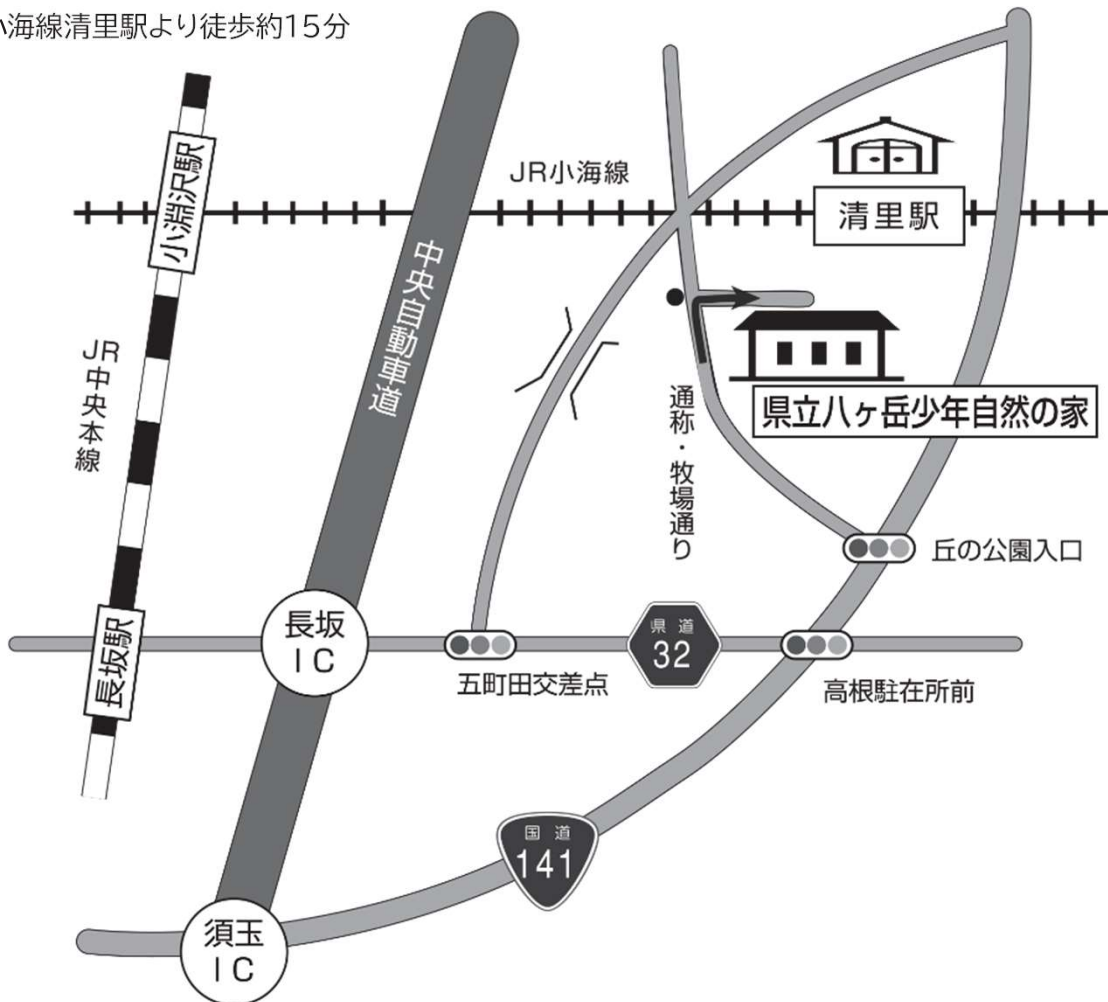 小海線清里駅より徒歩約15分
JR小海線
小淵沢駅
清里駅
中央自動車道
JR中央本線
県立八ヶ岳少年自然の家
通称・牧場通り
丘の公園入口
長坂駅
長坂
IC
五町田交差点
県道
32
高根駐在所前
国道
141
須玉
IC